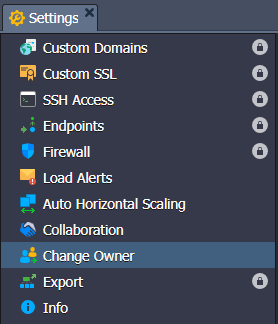 Settings
Custom Domains
Custom SSL
SSH Access
Endpoints
Firewall
Load Alerts
Auto Horizontal Scaling
Collaboration
Change Owner
Export
Info